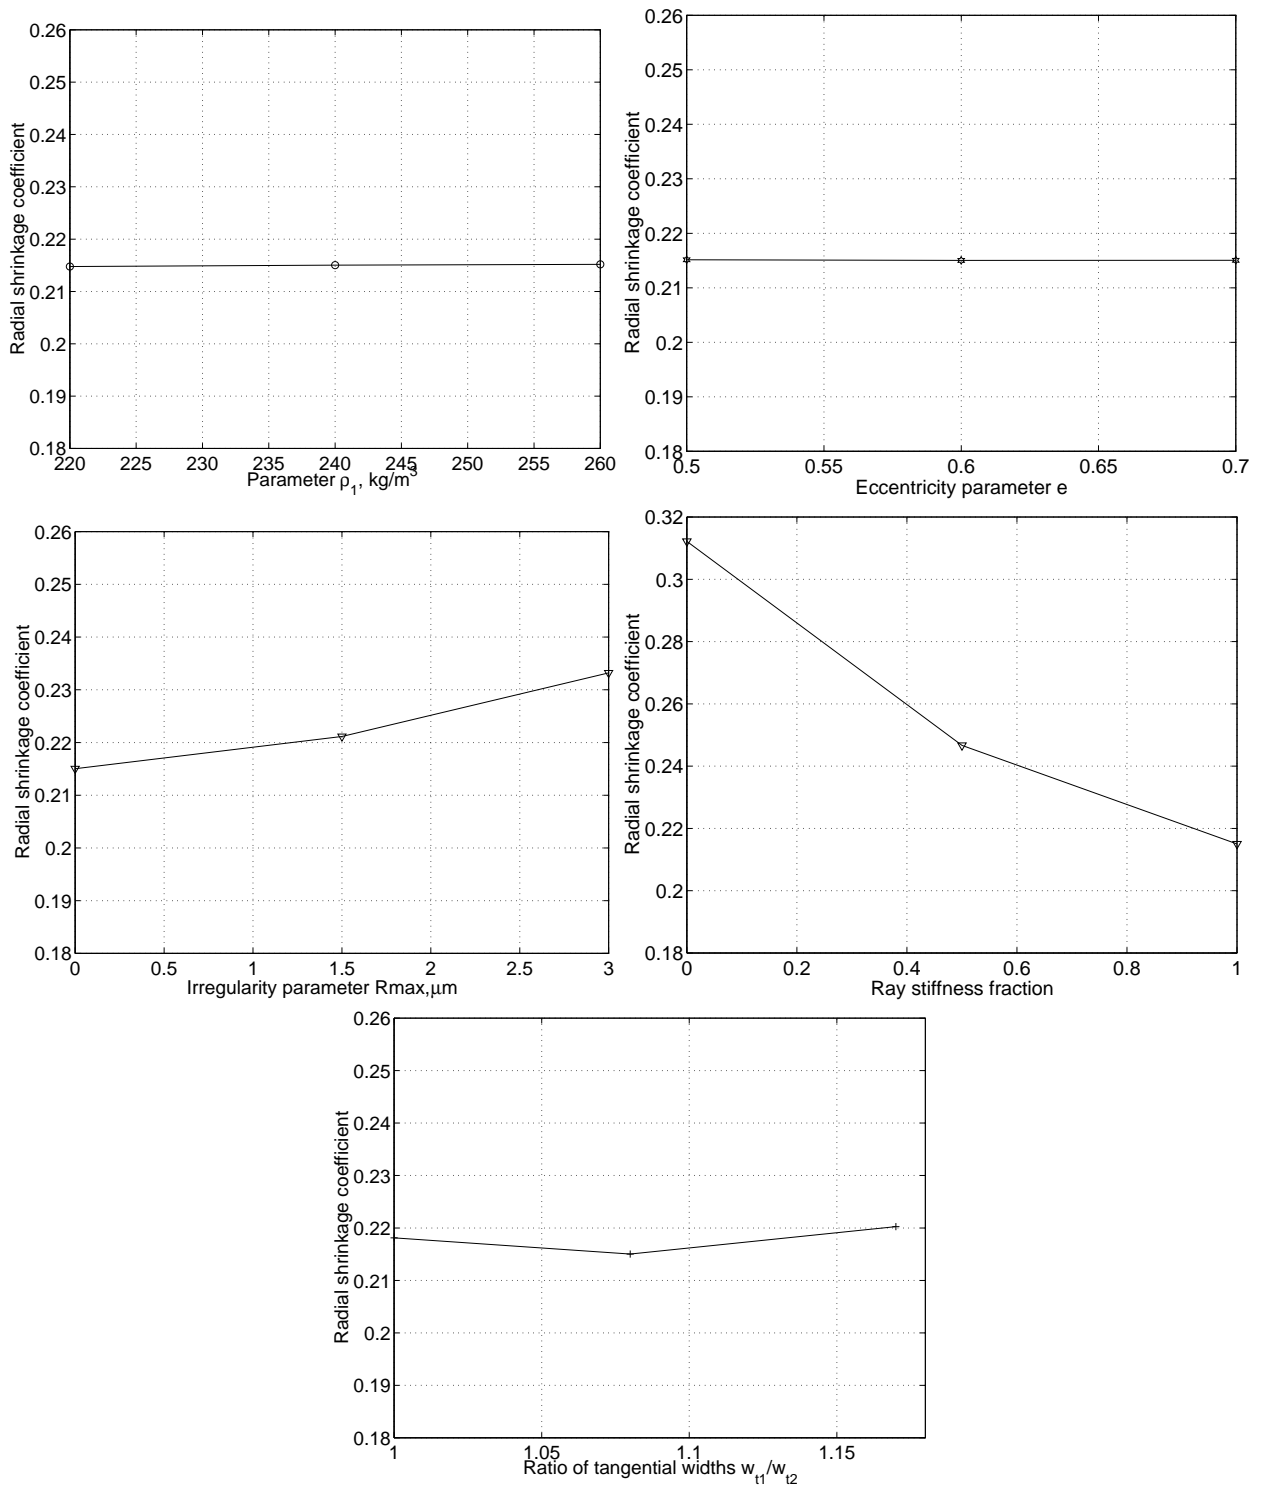 0.26
0.25
0.24
0.23
0.22
0.21
0.2
0.19
0.18
Radial shrinkage coefficient
220 225 230 235 240 245 250 255 260
Parameter ρ1, kg/m3
0.26
0.25
0.24
0.23
0.22
0.21
0.2
0.19
0.18
Radial shrinkage coefficient
0.5 0.55 0.6 0.65 0.7
Eccentricity parameter e
0.26
0.25
0.24
0.23
0.22
0.21
0.2
0.19
0.18
Radial shrinkage coefficient
0 0.5 1 1.5 2 2.5 3
Irregularity parameter Rmax,μm
0.32
0.3
0.28
0.26
0.24
0.22
0.2
0.18
Radial shrinkage coefficient
0 0.2 0.4 0.6 0.8 1
Ray stiffness fraction
0.26
0.25
0.24
0.23
0.22
0.21
0.2
0.19
0.18
Radial shrinkage coefficient
1 1.05 1.1 1.15
Ratio of tangential widths wt1/wt2